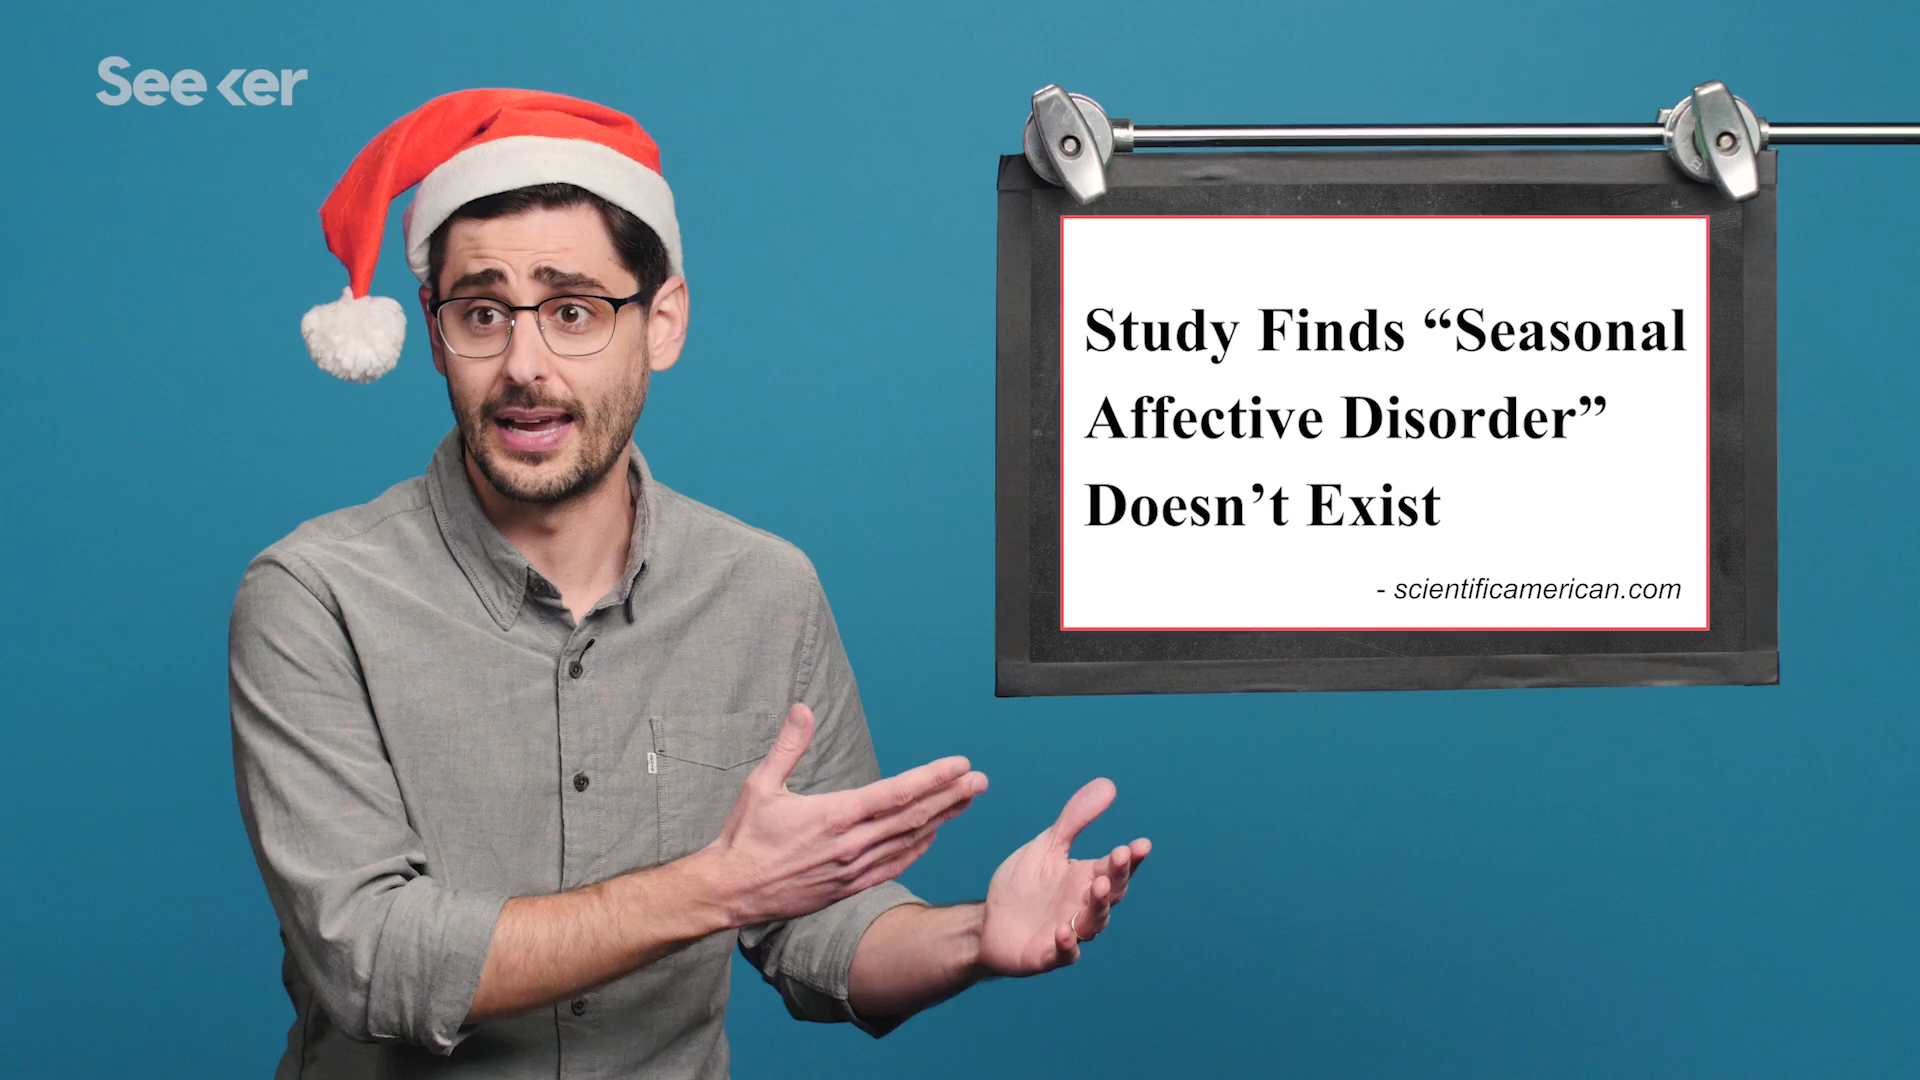 Seeker
Study Finds “Seasonal
Affective Disorder”
Doesn’t Exist
- scientificamerican.com